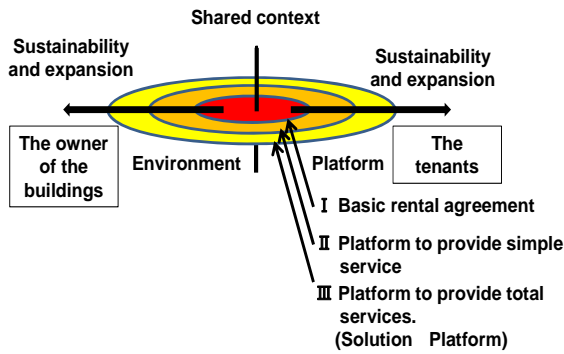 Shared context
Sustainability
and expansion
Sustainability
and expansion
The owner
of the
buildings
Environment
Platform
The
tenants
Ⅰ Basic rental agreement
Ⅱ Platform to provide simple
service
Ⅲ Platform to provide total
services.
(Solution Platform)